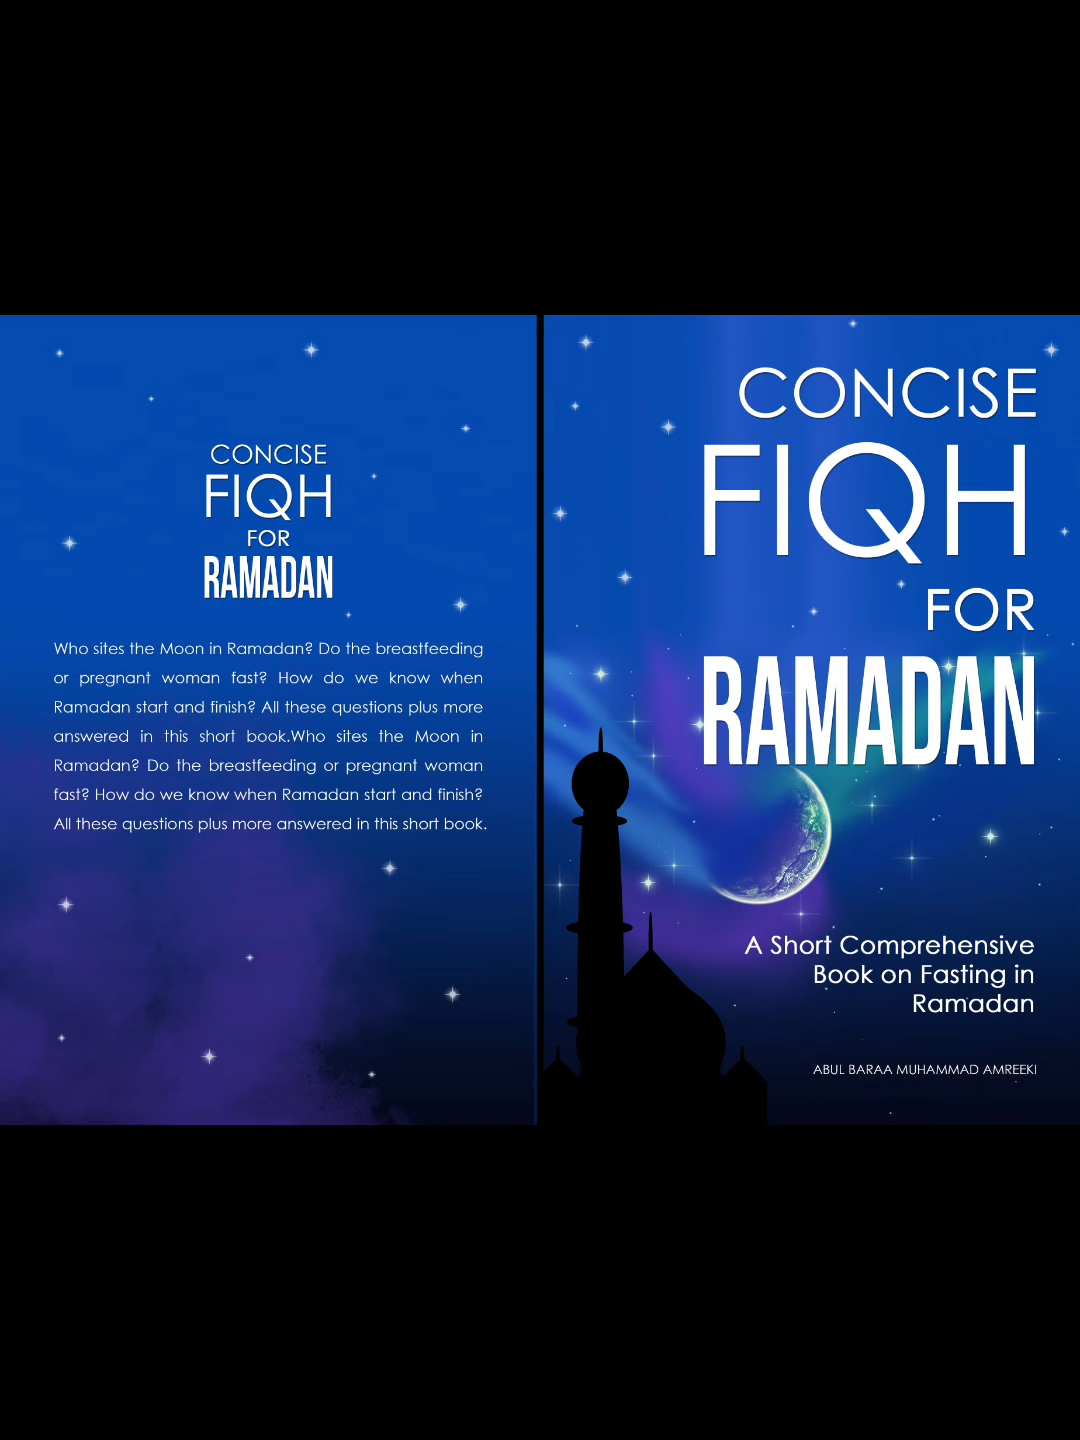 CONCISE
FIQH
FOR
RAMADAN
Who sites the Moon in Ramadan? Do the breastfeeding
or pregnant woman fast? How do we know when
Ramadan start and finish? All these questions plus more
answered in this short book.Who sites the Moon in
Ramadan? Do the breastfeeding or pregnant woman
fast? How do we know when Ramadan start and finish?
All these questions plus more answered in this short book.
CONCISE
FIQH
FOR
RAMADAN
A Short Comprehensive
Book on Fasting in
Ramadan
ABUL BARAA MUHAMMAD AMREEKI